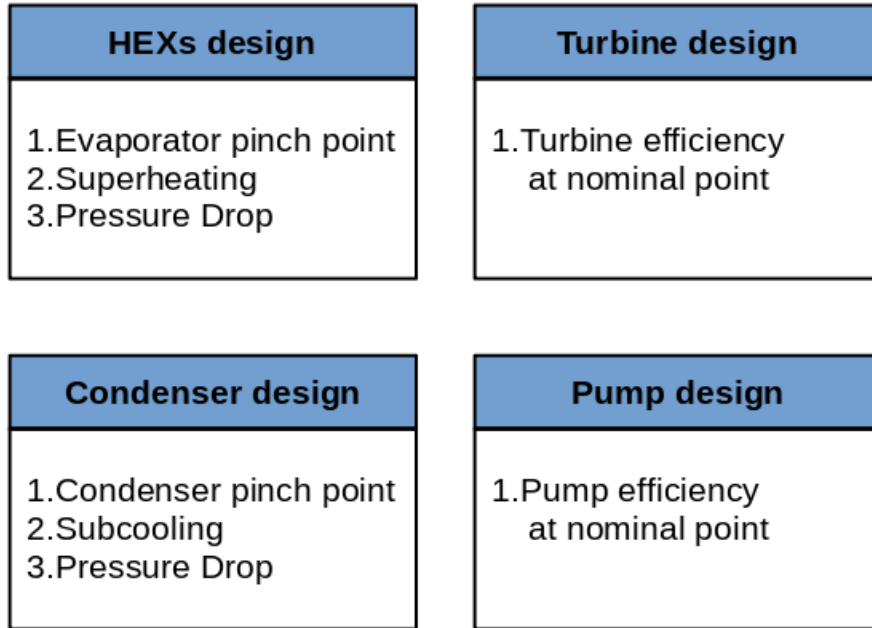 HEXs design
1.Evaporator pinch point
2.Superheating
3.Pressure Drop
Turbine design
1.Turbine efficiency
at nominal point
Condenser design
1.Condenser pinch point
2.Subcooling
3.Pressure Drop
Pump design
1.Pump efficiency
at nominal point